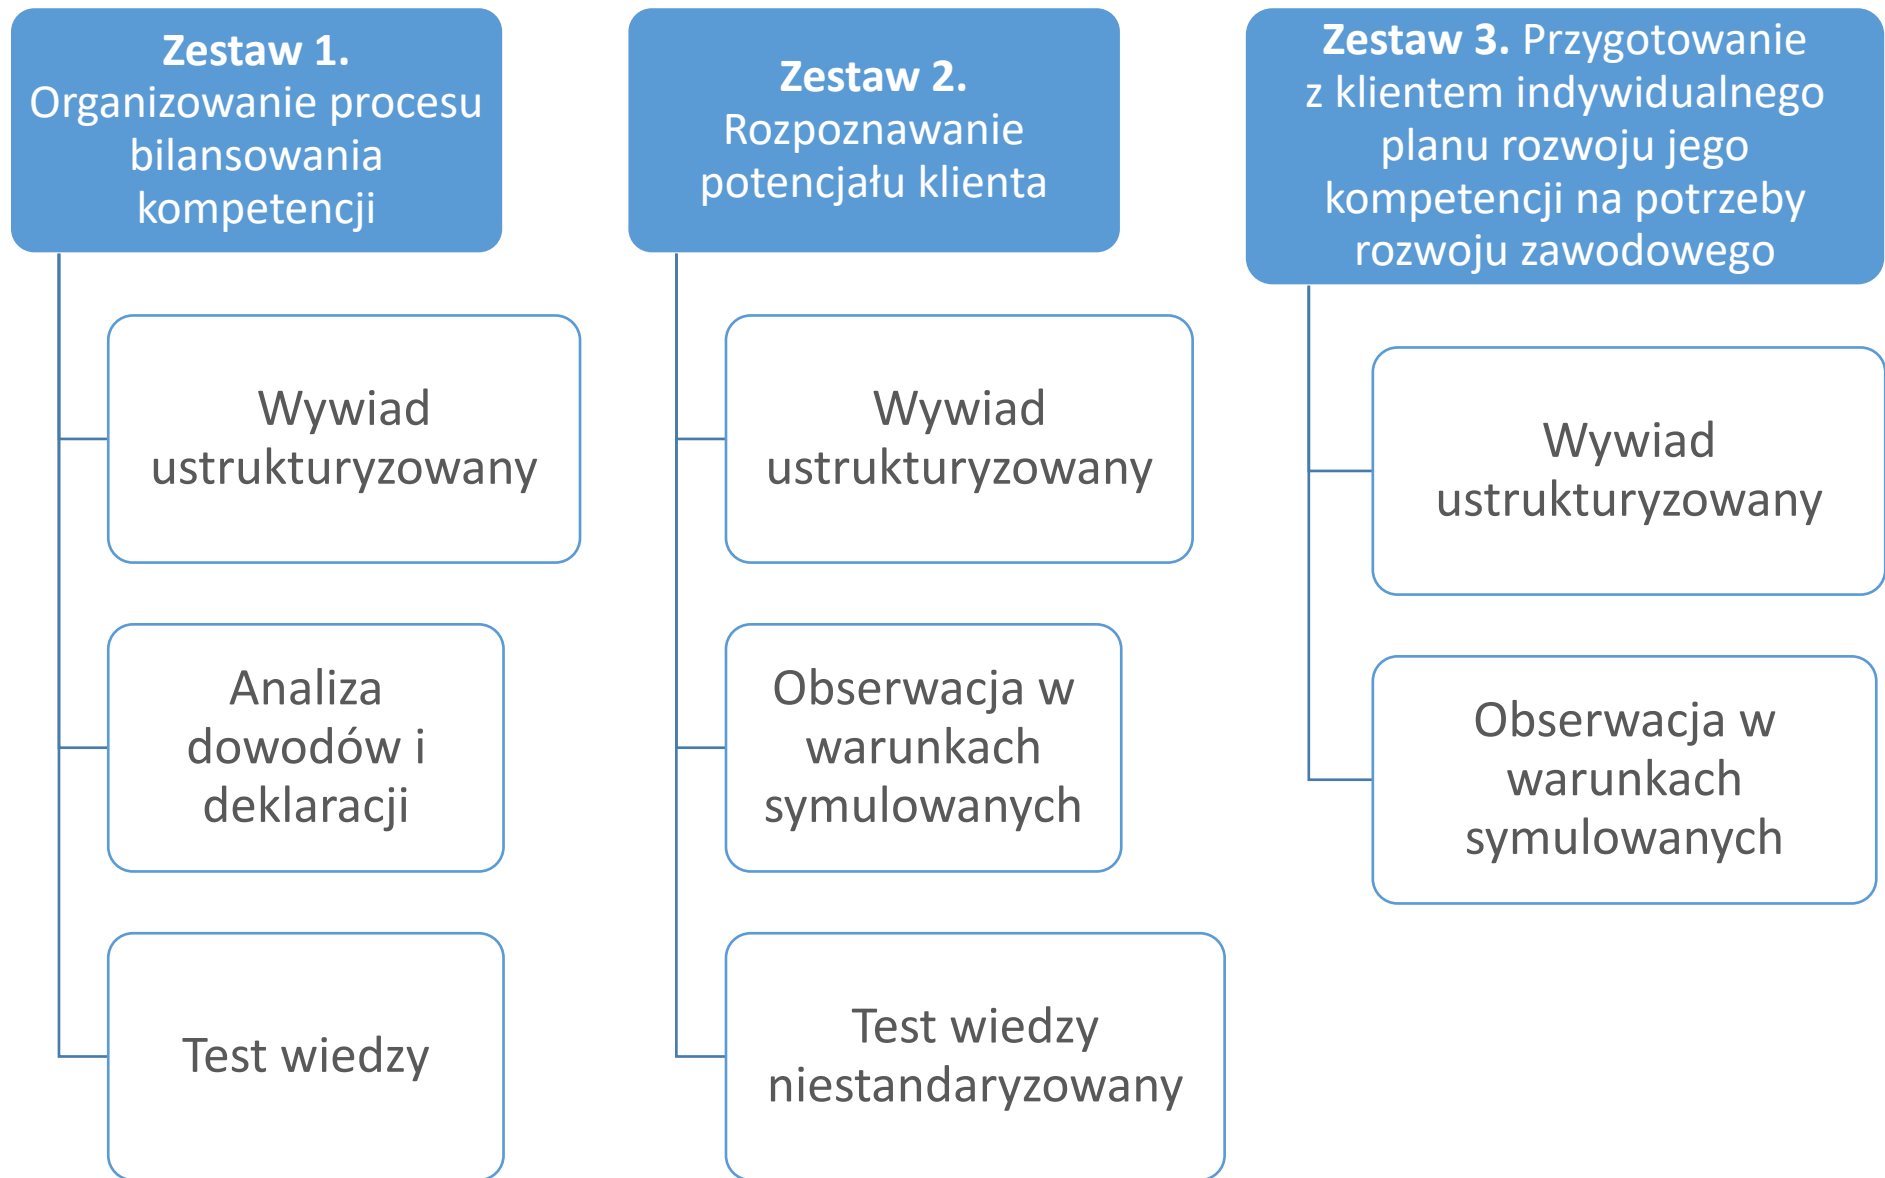 Zestaw 1.
Organizowanie procesu
bilansowania
kompetencji
Wywiad
ustrukturyzowany
Analiza
dowodów i
deklaracji
Test wiedzy
Zestaw 2.
Rozpoznawanie
potencjału klienta
Wywiad
ustrukturyzowany
Obserwacja w
warunkach
symulowanych
Test wiedzy
niestandaryzowany
Zestaw 3. Przygotowanie
z klientem indywidualnego
planu rozwoju jego
kompetencji na potrzeby
rozwoju zawodowego
Wywiad
ustrukturyzowany
Obserwacja w
warunkach
symulowanych